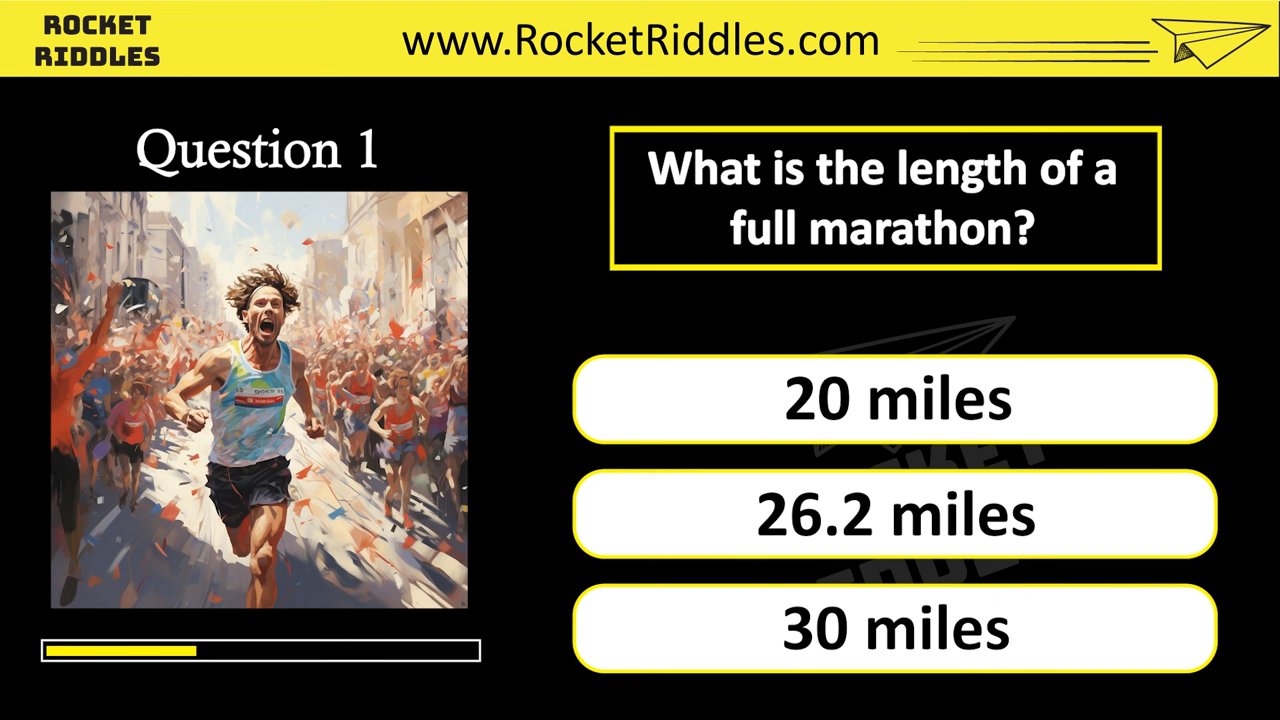 ROCKET
RIDDLES
www.RocketRiddles.com
Question 1
What is the length of a
full marathon?
20 miles
26.2 miles
30 miles